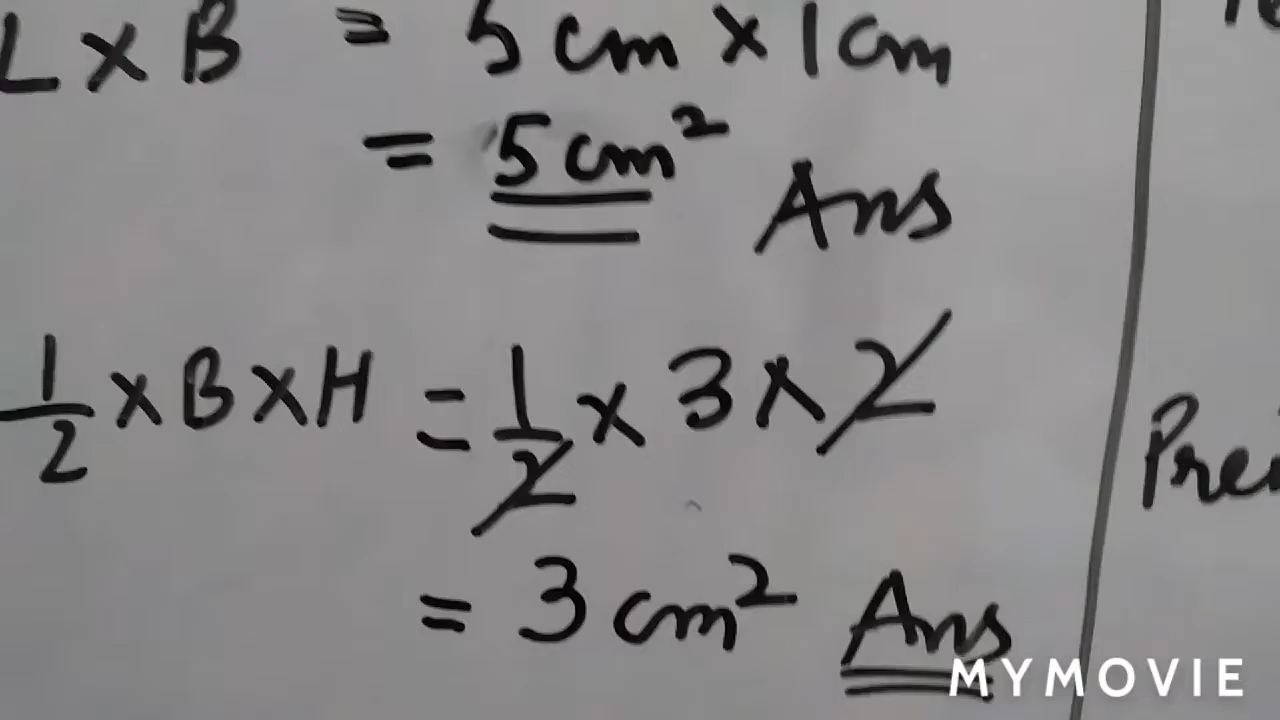 L × B = 5 cm × 1 cm
= 5 cm²
Ans
1/2 × B × H = 1/2 × 3 × 2
= 3 cm² Ans
MYMOVIE